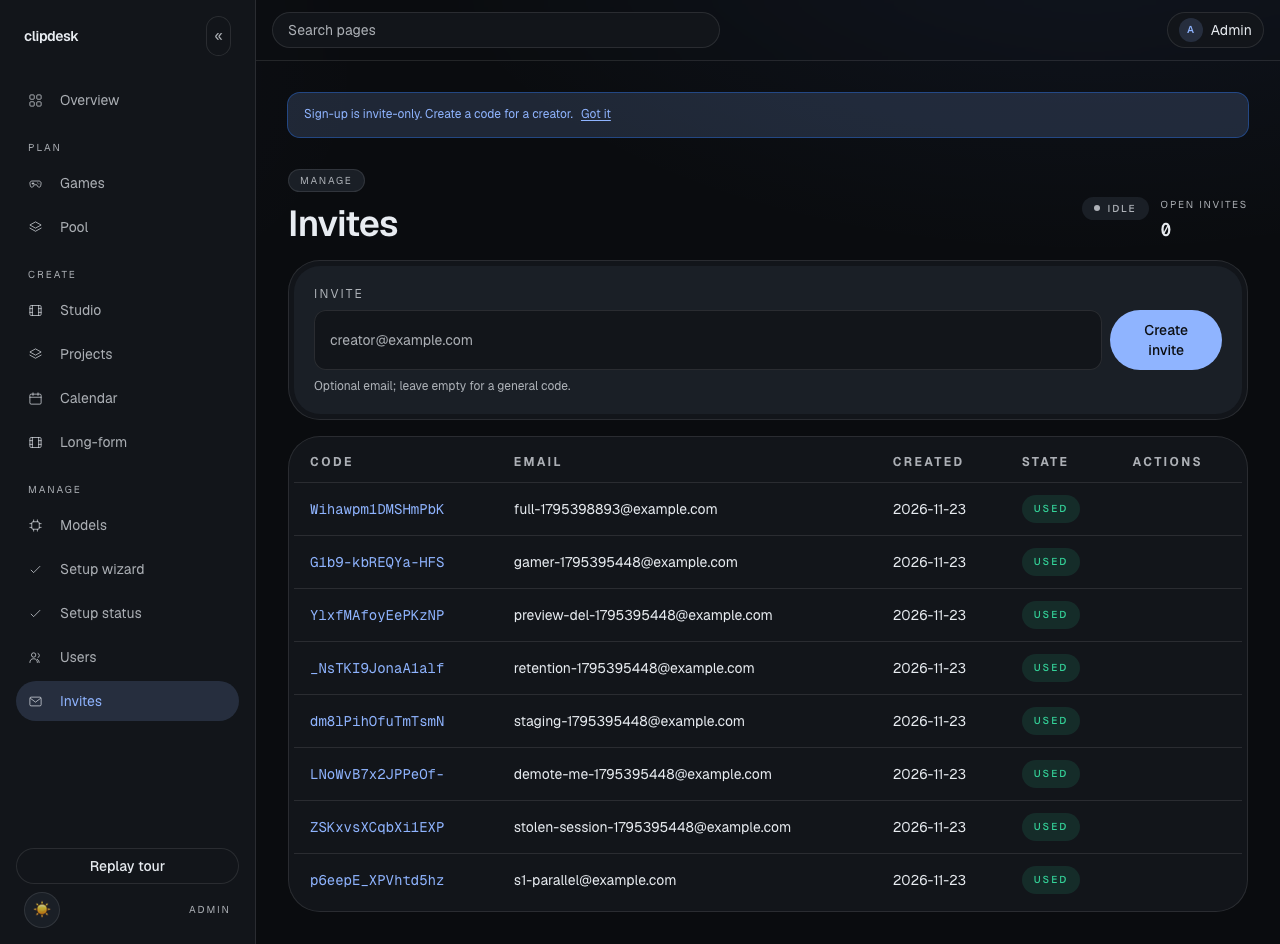 clipdesk
«
Search pages
A
Admin
Overview
PLAN
Games
Pool
CREATE
Studio
Projects
Calendar
Long-form
MANAGE
Models
Setup wizard
Setup status
Users
Invites
Replay tour
ADMIN
Sign-up is invite-only. Create a code for a creator. Got it
MANAGE
Invites
IDLE
OPEN INVITES
0
INVITE
creator@example.com
Create
invite
Optional email; leave empty for a general code.
CODE EMAIL CREATED STATE ACTIONS
Wihawpm1DMSHmPbK full-1795398893@example.com 2026-11-23 USED
G1b9-kbREQYa-HFS gamer-1795395448@example.com 2026-11-23 USED
YlxfMAfoyEePKzNP preview-del-1795395448@example.com 2026-11-23 USED
_NsTKI9JonaA1alf retention-1795395448@example.com 2026-11-23 USED
dm8lPihOfuTmTsmN staging-1795395448@example.com 2026-11-23 USED
LNoWvB7x2JPPeOf- demote-me-1795395448@example.com 2026-11-23 USED
ZSKxvsXCqbXi1EXP stolen-session-1795395448@example.com 2026-11-23 USED
p6eepE_XPVhtd5hz s1-parallel@example.com 2026-11-23 USED